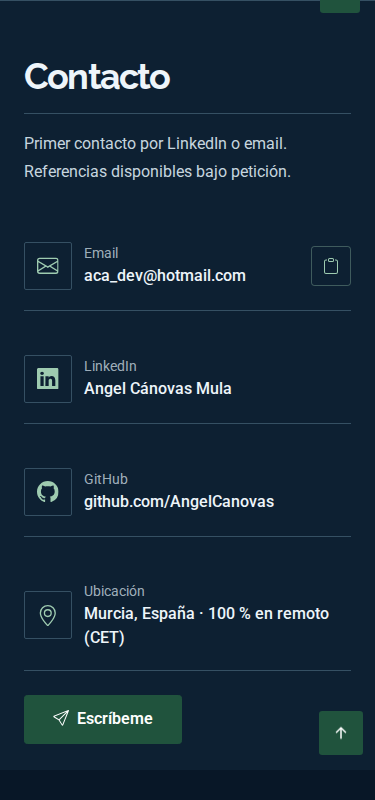 Contacto
Primer contacto por LinkedIn o email.
Referencias disponibles bajo petición.
Email
aca_dev@hotmail.com
LinkedIn
Angel Cánovas Mula
GitHub
github.com/AngelCanovas
Ubicación
Murcia, España · 100 % en remoto
(CET)
Escríbeme